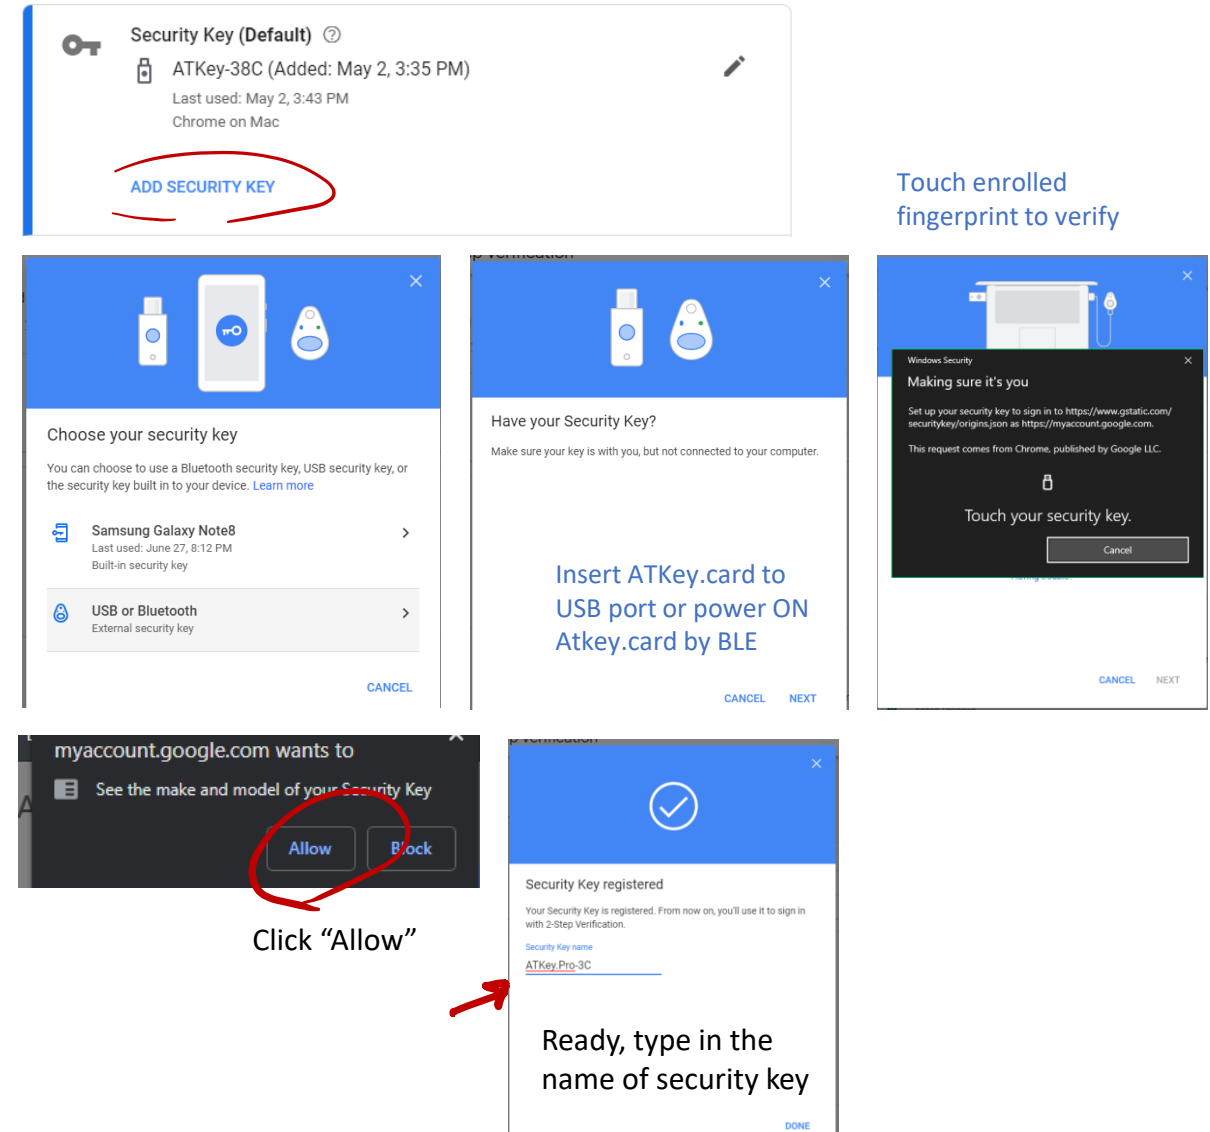 Security Key (Default)
ATKey-38C (Added: May 2, 3:35 PM)
Last used: May 2, 3:43 PM
Chrome on Mac
ADD SECURITY KEY
Touch enrolled
fingerprint to verify
Choose your security key
You can choose to use a Bluetooth security key, USB security key, or
the security key built in to your device. Learn more
Samsung Galaxy Note8
Last used: June 27, 8:12 PM
Built-in security key
USB or Bluetooth
External security key
CANCEL
p verification
Have your Security Key?
Make sure your key is with you, but not connected to your computer.
Insert ATKey.card to
USB port or power ON
Atkey.card by BLE
CANCEL NEXT
Windows Security
Making sure it's you
Set up your security key to sign in to https://www.gstatic.com/
securitykey/origins.json as https://myaccount.google.com.
This request comes from Chrome, published by Google LLC.
Touch your security key.
Cancel
CANCEL NEXT
myaccount.google.com wants to
See the make and model of your Security Key
Allow Block
Click “Allow”
p verification
Security Key registered
Your Security Key is registered. From now on, you'll use it to sign in
with 2-Step Verification.
Security Key name
ATKey.Pro-3C
Ready, type in the
name of security key
DONE